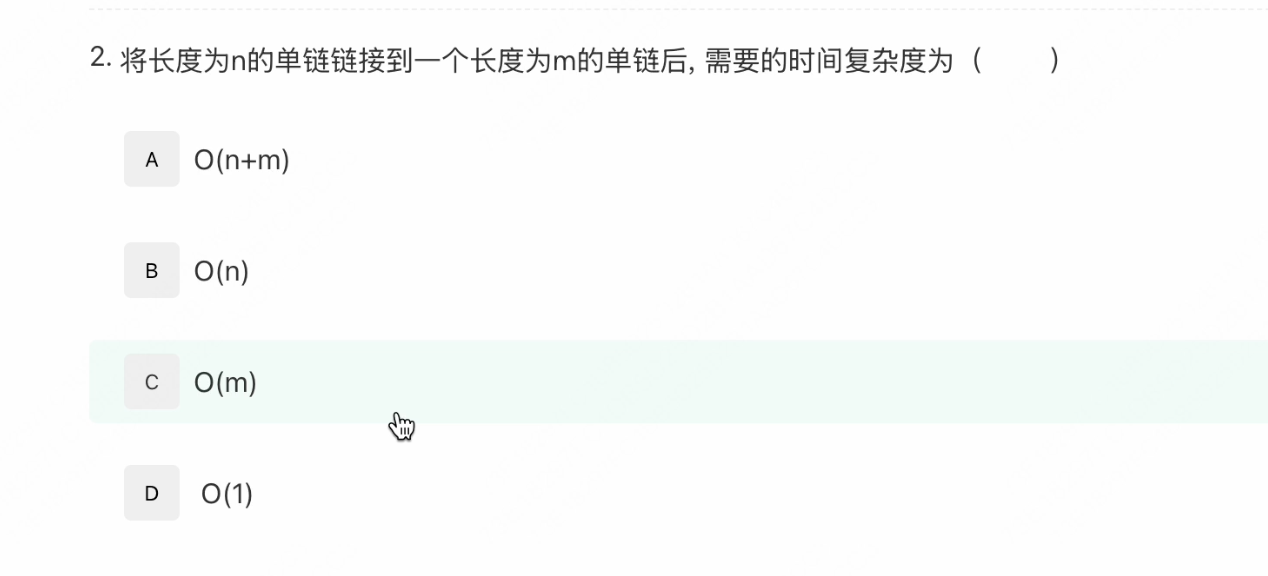 2. 将长度为n的单链链接到一个长度为m的单链后, 需要的时间复杂度为（ ）
A O(n+m)
B O(n)
C O(m)
D O(1)